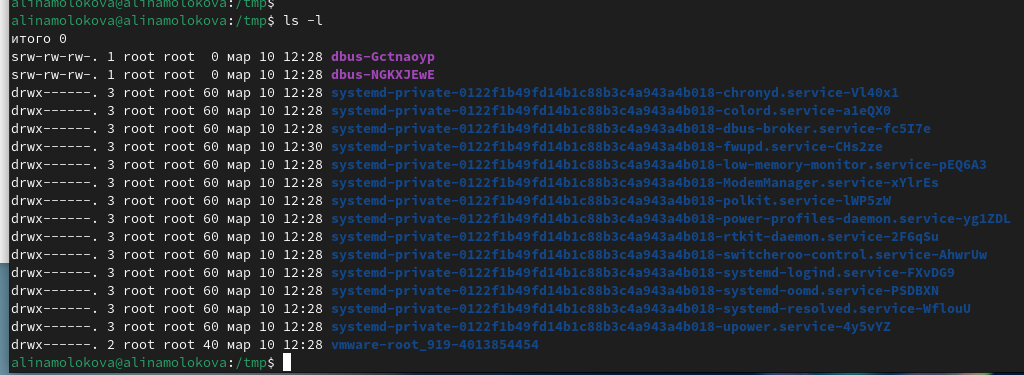 alinamolokova@alinamolokova:/tmp$
alinamolokova@alinamolokova:/tmp$ ls -l
итого 0
srw-rw-rw-. 1 root root  0 мар 10 12:28 dbus-Gctnaoyp
srw-rw-rw-. 1 root root  0 мар 10 12:28 dbus-NGKXJEwE
drwx------. 3 root root 60 мар 10 12:28 systemd-private-0122f1b49fd14b1c88b3c4a943a4b018-chronyd.service-Vl40x1
drwx------. 3 root root 60 мар 10 12:28 systemd-private-0122f1b49fd14b1c88b3c4a943a4b018-colord.service-a1eQX0
drwx------. 3 root root 60 мар 10 12:28 systemd-private-0122f1b49fd14b1c88b3c4a943a4b018-dbus-broker.service-fc5I7e
drwx------. 3 root root 60 мар 10 12:30 systemd-private-0122f1b49fd14b1c88b3c4a943a4b018-fwupd.service-CHs2ze
drwx------. 3 root root 60 мар 10 12:28 systemd-private-0122f1b49fd14b1c88b3c4a943a4b018-low-memory-monitor.service-pEQ6A3
drwx------. 3 root root 60 мар 10 12:28 systemd-private-0122f1b49fd14b1c88b3c4a943a4b018-ModemManager.service-xYlrEs
drwx------. 3 root root 60 мар 10 12:28 systemd-private-0122f1b49fd14b1c88b3c4a943a4b018-polkit.service-lWP5zW
drwx------. 3 root root 60 мар 10 12:28 systemd-private-0122f1b49fd14b1c88b3c4a943a4b018-power-profiles-daemon.service-yg1ZDL
drwx------. 3 root root 60 мар 10 12:28 systemd-private-0122f1b49fd14b1c88b3c4a943a4b018-rtkit-daemon.service-2F6qSu
drwx------. 3 root root 60 мар 10 12:28 systemd-private-0122f1b49fd14b1c88b3c4a943a4b018-switcheroo-control.service-AhwrUw
drwx------. 3 root root 60 мар 10 12:28 systemd-private-0122f1b49fd14b1c88b3c4a943a4b018-systemd-logind.service-FXvDG9
drwx------. 3 root root 60 мар 10 12:28 systemd-private-0122f1b49fd14b1c88b3c4a943a4b018-systemd-oomd.service-PSDBXN
drwx------. 3 root root 60 мар 10 12:28 systemd-private-0122f1b49fd14b1c88b3c4a943a4b018-systemd-resolved.service-WflouU
drwx------. 3 root root 60 мар 10 12:28 systemd-private-0122f1b49fd14b1c88b3c4a943a4b018-upower.service-4y5vYZ
drwx------. 2 root root 40 мар 10 12:28 vmware-root_919-4013854454
alinamolokova@alinamolokova:/tmp$